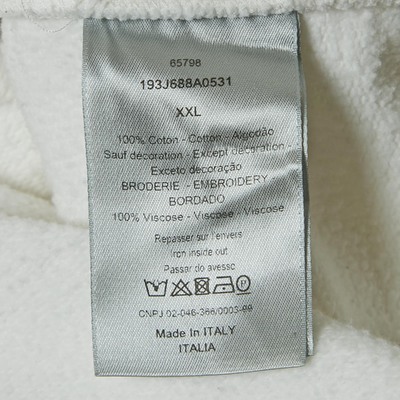 65798
193J688A0531
XXL
100% Coton - Cotton - Algodão
Sauf décoration - Except decoration -
Exceto decoração
BRODERIE - EMBROIDERY -
BORDADO
100% Viscose - Viscose - Viscose
Repasser sur l'envers
Iron inside out
Passar do avesso
CNPJ 02-046-366/0003-69
Made In ITALY
ITALIA